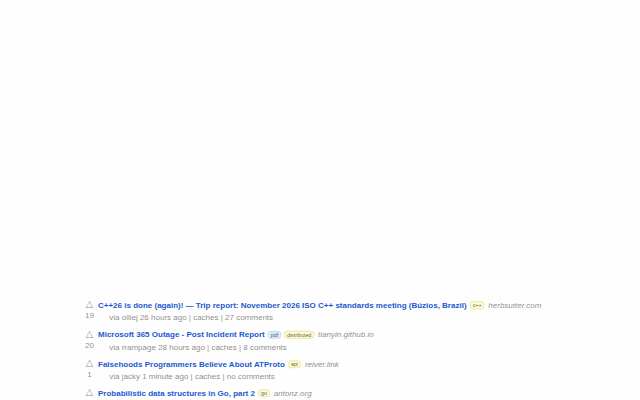 C++26 is done (again)! — Trip report: November 2026 ISO C++ standards meeting (Búzios, Brazil) c++ herbsutter.com
19 via olliej 26 hours ago | caches | 27 comments
Microsoft 365 Outage - Post Incident Report pdf distributed tianyin.github.io
20 via mampage 28 hours ago | caches | 8 comments
Falsehoods Programmers Believe About ATProto api reiver.link
1 via jacky 1 minute ago | caches | no comments
Probabilistic data structures in Go, part 2 go antonz.org